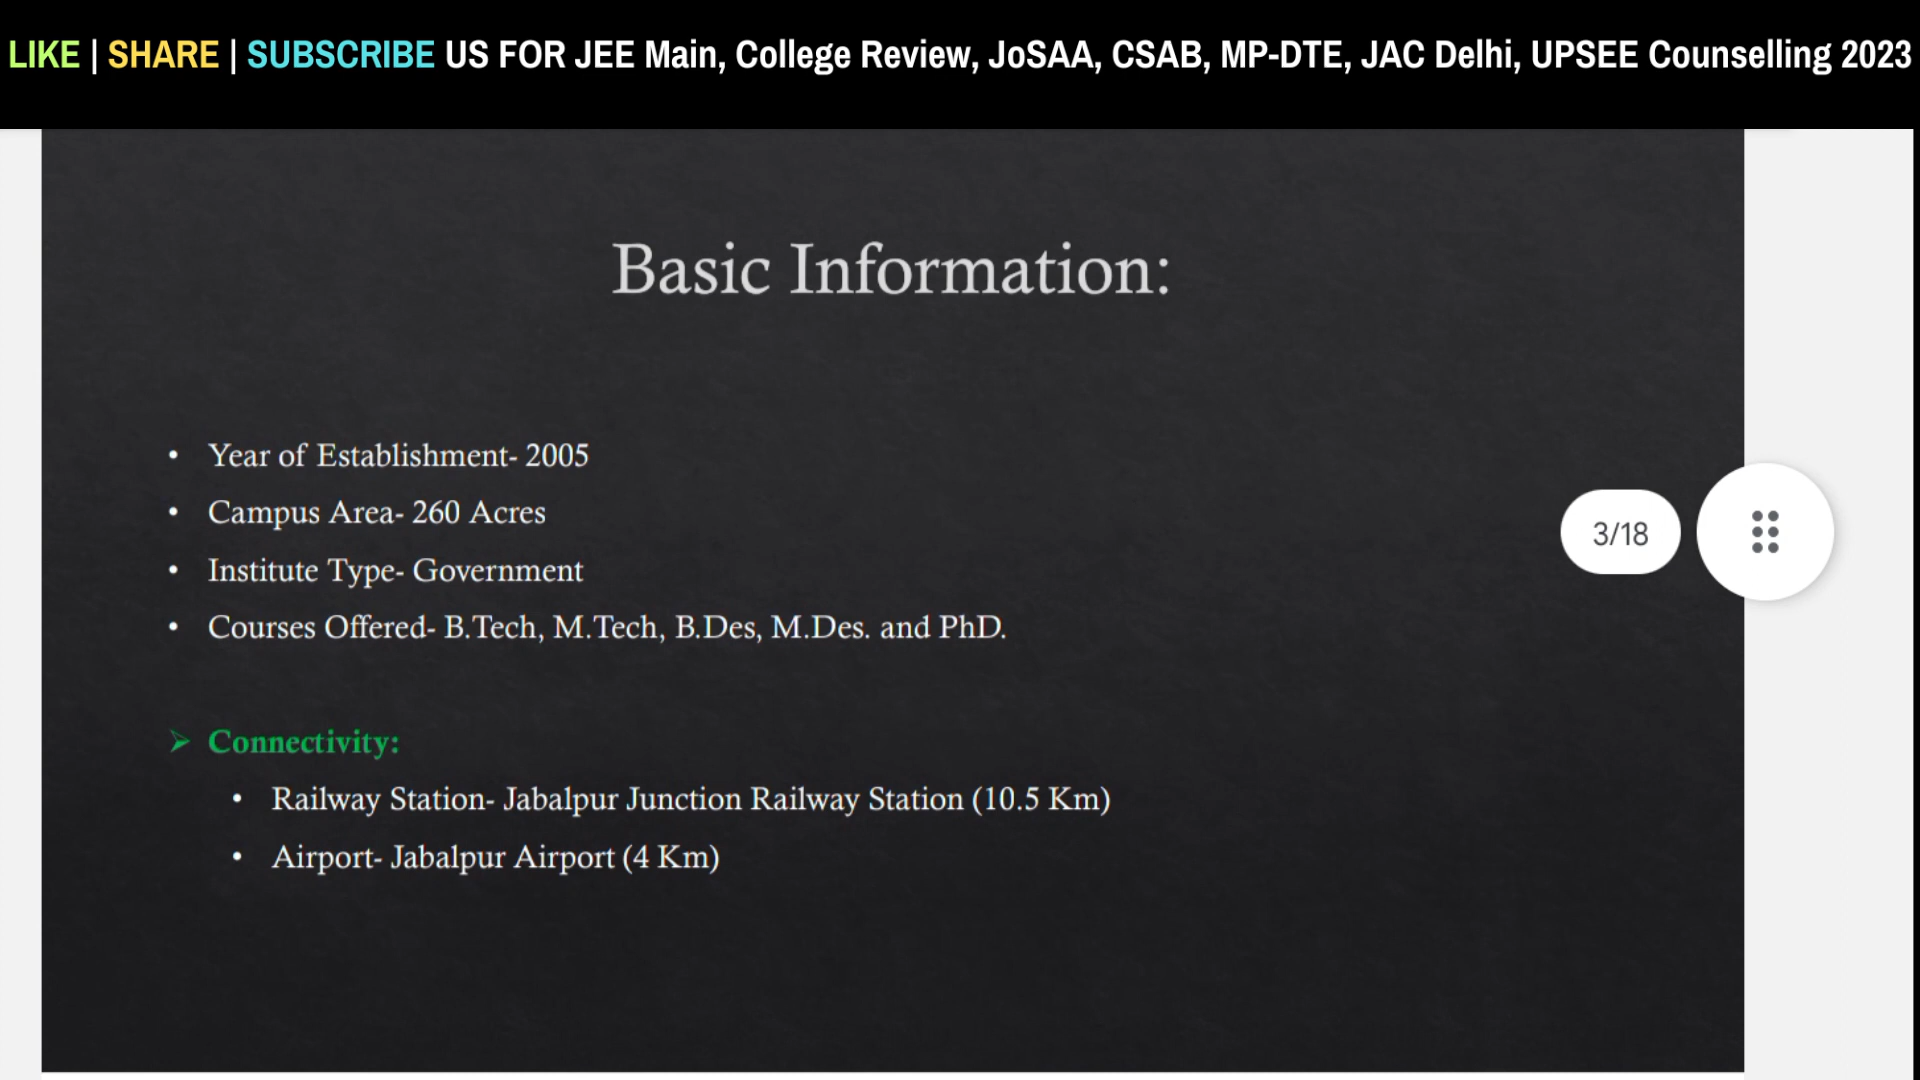 LIKE | SHARE | SUBSCRIBE US FOR JEE Main, College Review, JoSAA, CSAB, MP-DTE, JAC Delhi, UPSEE Counselling 2023
Basic Information:
• Year of Establishment- 2005
• Campus Area- 260 Acres
• Institute Type- Government
• Courses Offered- B.Tech, M.Tech, B.Des, M.Des. and PhD.
3/18
➢ Connectivity:
• Railway Station- Jabalpur Junction Railway Station (10.5 Km)
• Airport- Jabalpur Airport (4 Km)